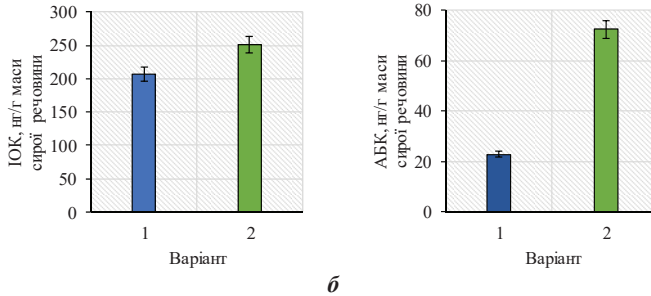 300
250
200
150
100
50
0
ІОК, нг/г маси
сирої речовини
1 2
Варіант
80
60
40
20
0
АБК, нг/г маси
сирої речовини
1 2
Варіант
б